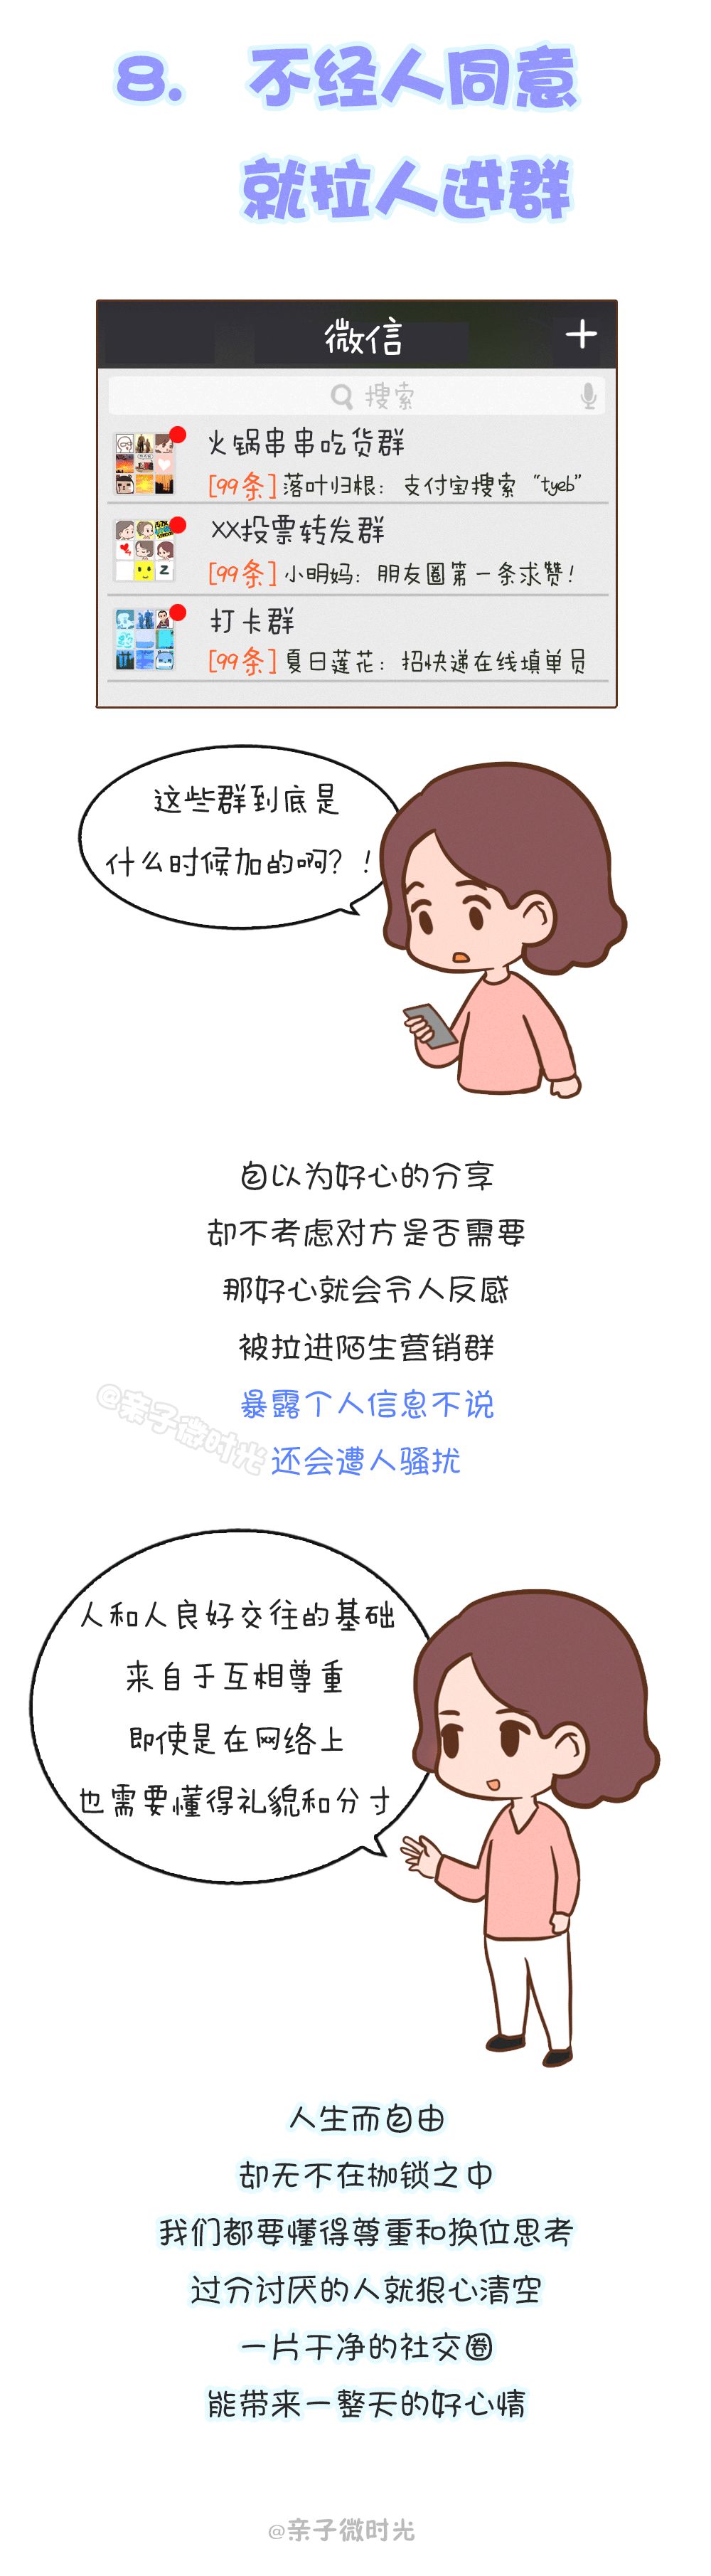 8. 不经人同意
就拉人进群
微信 +
搜索
火锅串串吃货群
[99条] 落叶归根：支付宝搜索“tyeb”
XX投票转发群
[99条] 小明妈：朋友圈第一条求赞！
打卡群
[99条] 夏日莲花：招快递在线填单员
这些群到底是
什么时候加的啊？！
自以为好心的分享
却不考虑对方是否需要
那好心就会令人反感
被拉进陌生营销群
暴露个人信息不说
@亲子微时光
还会遭人骚扰
人和人良好交往的基础
来自于互相尊重
即使是在网络上
也需要懂得礼貌和分寸
人生而自由
却无不在枷锁之中
我们都要懂得尊重和换位思考
过分讨厌的人就狠心清空
一片干净的社交圈
能带来一整天的好心情
@亲子微时光